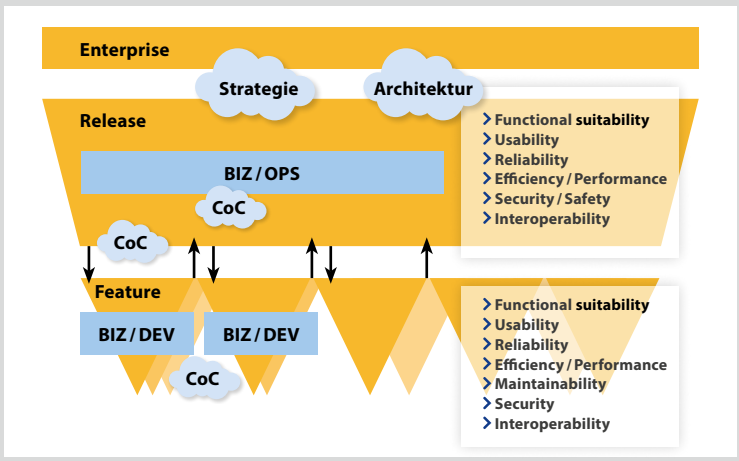 Enterprise
Strategie
Architektur
Release
BIZ / OPS
CoC
CoC
Functional suitability
Usability
Reliability
Efficiency / Performance
Security / Safety
Interoperability
Feature
BIZ / DEV
BIZ / DEV
CoC
Functional suitability
Usability
Reliability
Efficiency / Performance
Maintainability
Security
Interoperability